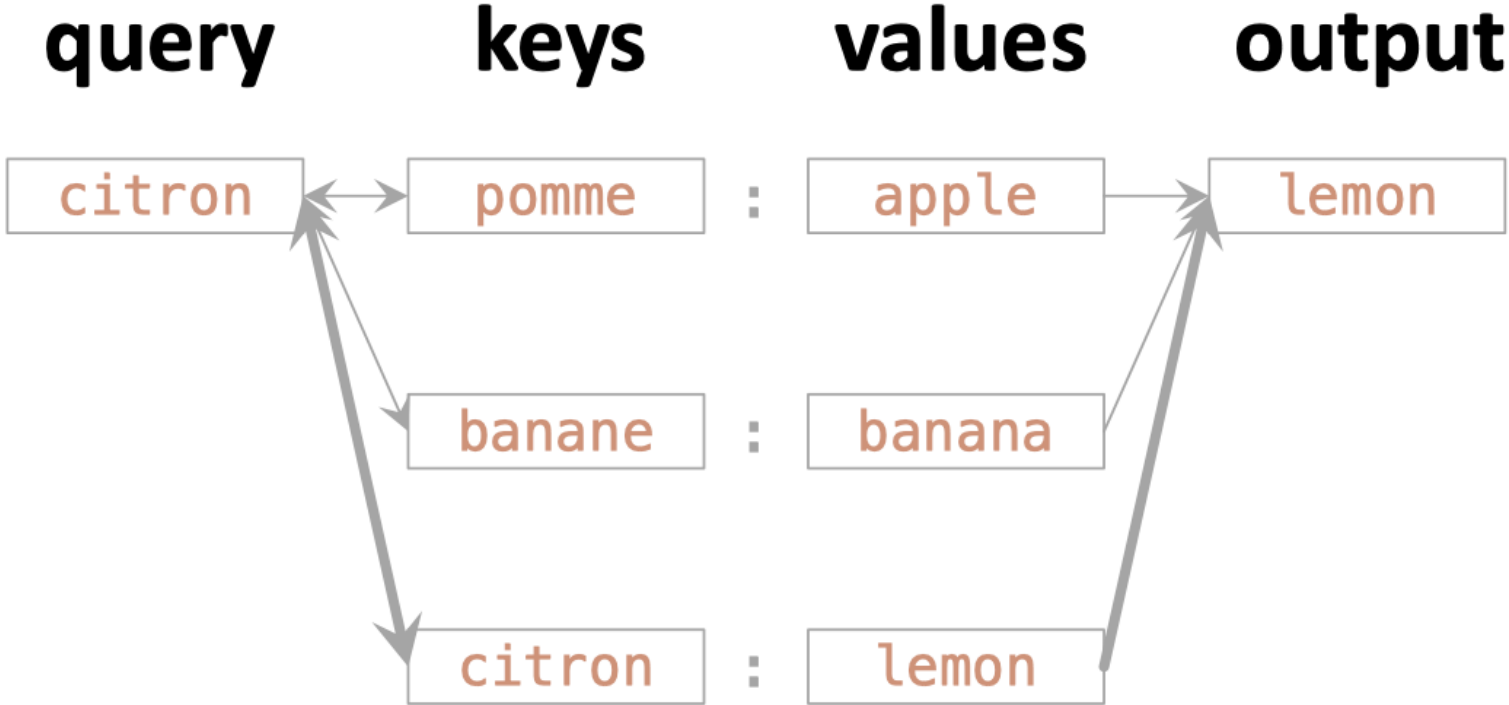 query keys values output
citron pomme : apple lemon
banane : banana
citron : lemon